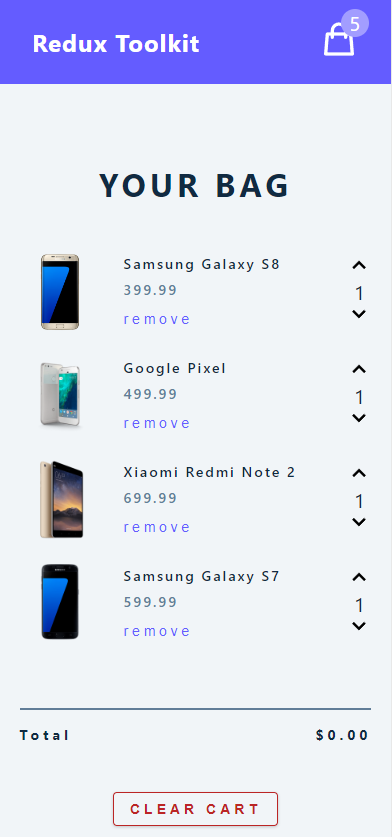 Redux Toolkit
5
YOUR BAG
Samsung Galaxy S8
399.99
1
remove
Google Pixel
499.99
1
remove
Xiaomi Redmi Note 2
699.99
1
remove
Samsung Galaxy S7
599.99
1
remove
Total $0.00
CLEAR CART